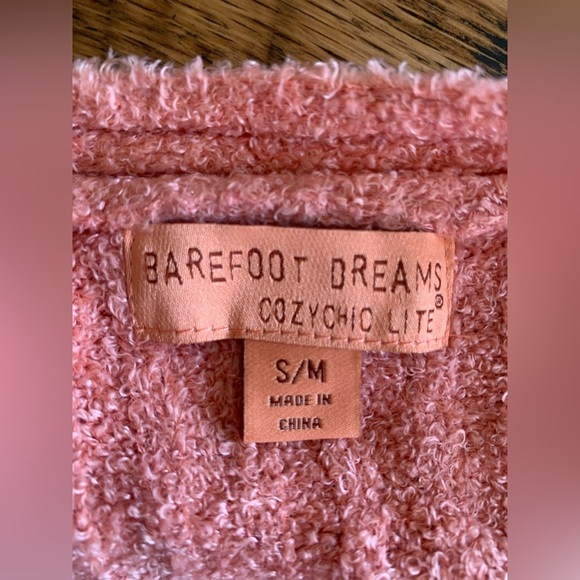 BAREFOOT DREAMS
COZYCHIC LITE®
S/M
MADE IN
CHINA